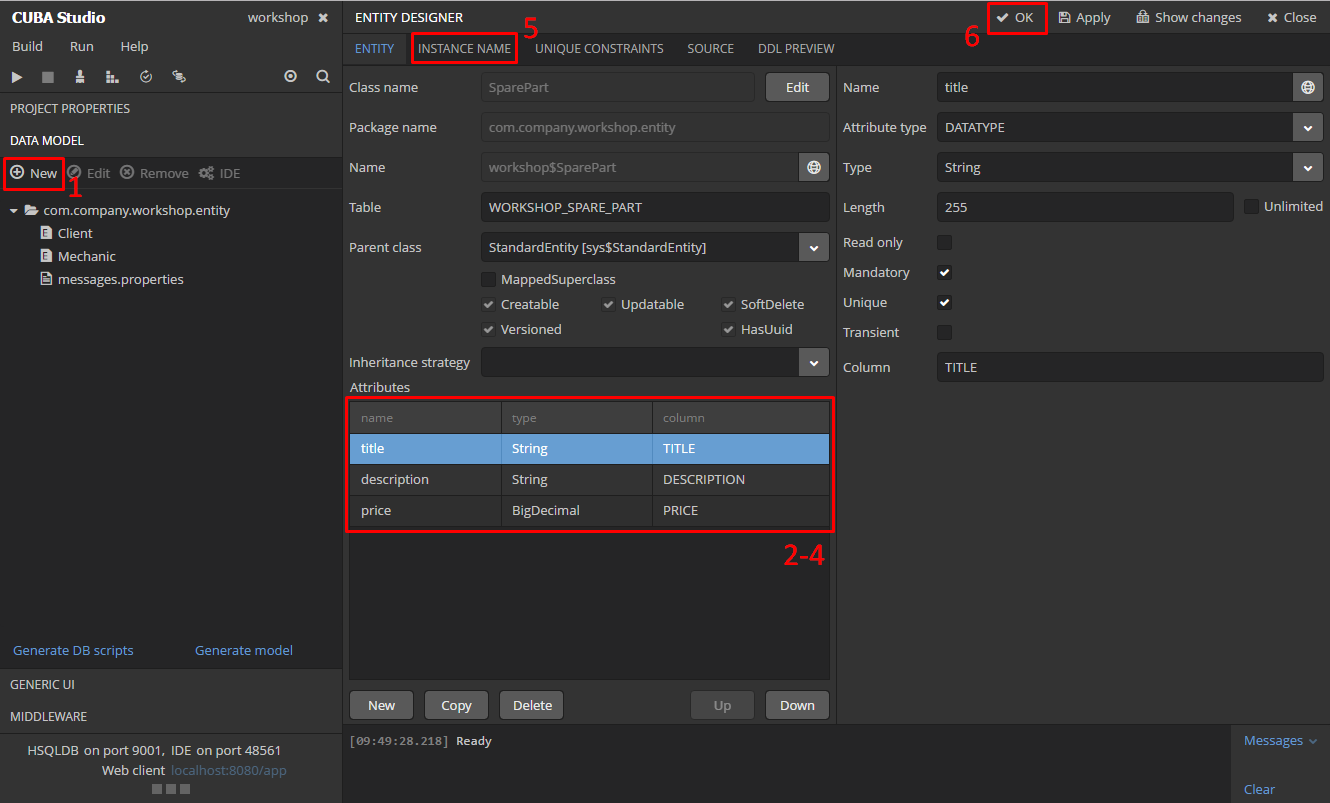 CUBA Studio
workshop
Build Run Help
PROJECT PROPERTIES
DATA MODEL
New Edit Remove IDE
1
com.company.workshop.entity
Client
Mechanic
messages.properties
Generate DB scripts Generate model
GENERIC UI
MIDDLEWARE
HSQLDB on port 9001, IDE on port 48561
Web client localhost:8080/app
ENTITY DESIGNER
6
OK Apply Show changes Close
5
ENTITY INSTANCE NAME UNIQUE CONSTRAINTS SOURCE DDL PREVIEW
Class name SparePart Edit
Package name com.company.workshop.entity
Name workshop$SparePart
Table WORKSHOP_SPARE_PART
Parent class StandardEntity [sys$StandardEntity]
MappedSuperclass
Creatable Updatable SoftDelete
Versioned HasUuid
Inheritance strategy
Attributes
name type column
title String TITLE
description String DESCRIPTION
price BigDecimal PRICE
2-4
New Copy Delete Up Down
Name title
Attribute type DATATYPE
Type String
Length 255 Unlimited
Read only
Mandatory
Unique
Transient
Column TITLE
[09:49:28.218] Ready
Messages
Clear